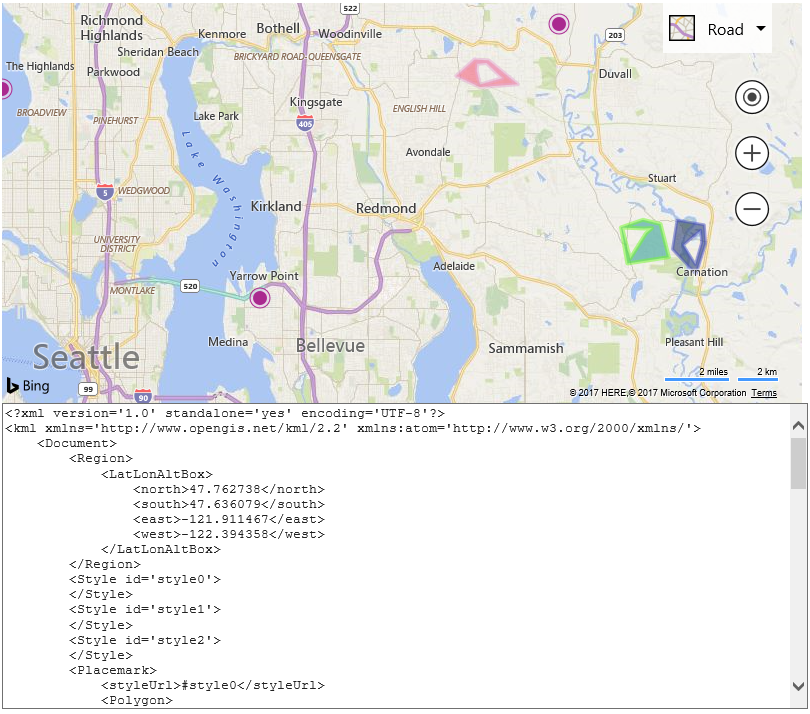 522
Richmond
Highlands
Kenmore
Bothell
Woodinville
203
Road
Sheridan Beach
BRICKYARD ROAD-QUEENSGATE
The Highlands
Parkwood
Duvall
Kingsgate
ENGLISH HILL
BROADVIEW
PINEHURST
Lake Park
405
Avondale
Lake Washington
Stuart
5
WEDGWOOD
Kirkland
Redmond
UNIVERSITY
DISTRICT
Adelaide
Carnation
Yarrow Point
520
MONTLAKE
Medina
Bellevue
Sammamish
Pleasant Hill
Seattle
2 miles
2 km
Bing
99
90
© 2017 HERE,© 2017 Microsoft Corporation Terms
<?xml version='1.0' standalone='yes' encoding='UTF-8'?>
<kml xmlns='http://www.opengis.net/kml/2.2' xmlns:atom='http://www.w3.org/2000/xmlns/'>
<Document>
<Region>
<LatLonAltBox>
<north>47.762738</north>
<south>47.636079</south>
<east>-121.911467</east>
<west>-122.394358</west>
</LatLonAltBox>
</Region>
<Style id='style0'>
</Style>
<Style id='style1'>
</Style>
<Style id='style2'>
</Style>
<Placemark>
<styleUrl>#style0</styleUrl>
<Polygon>